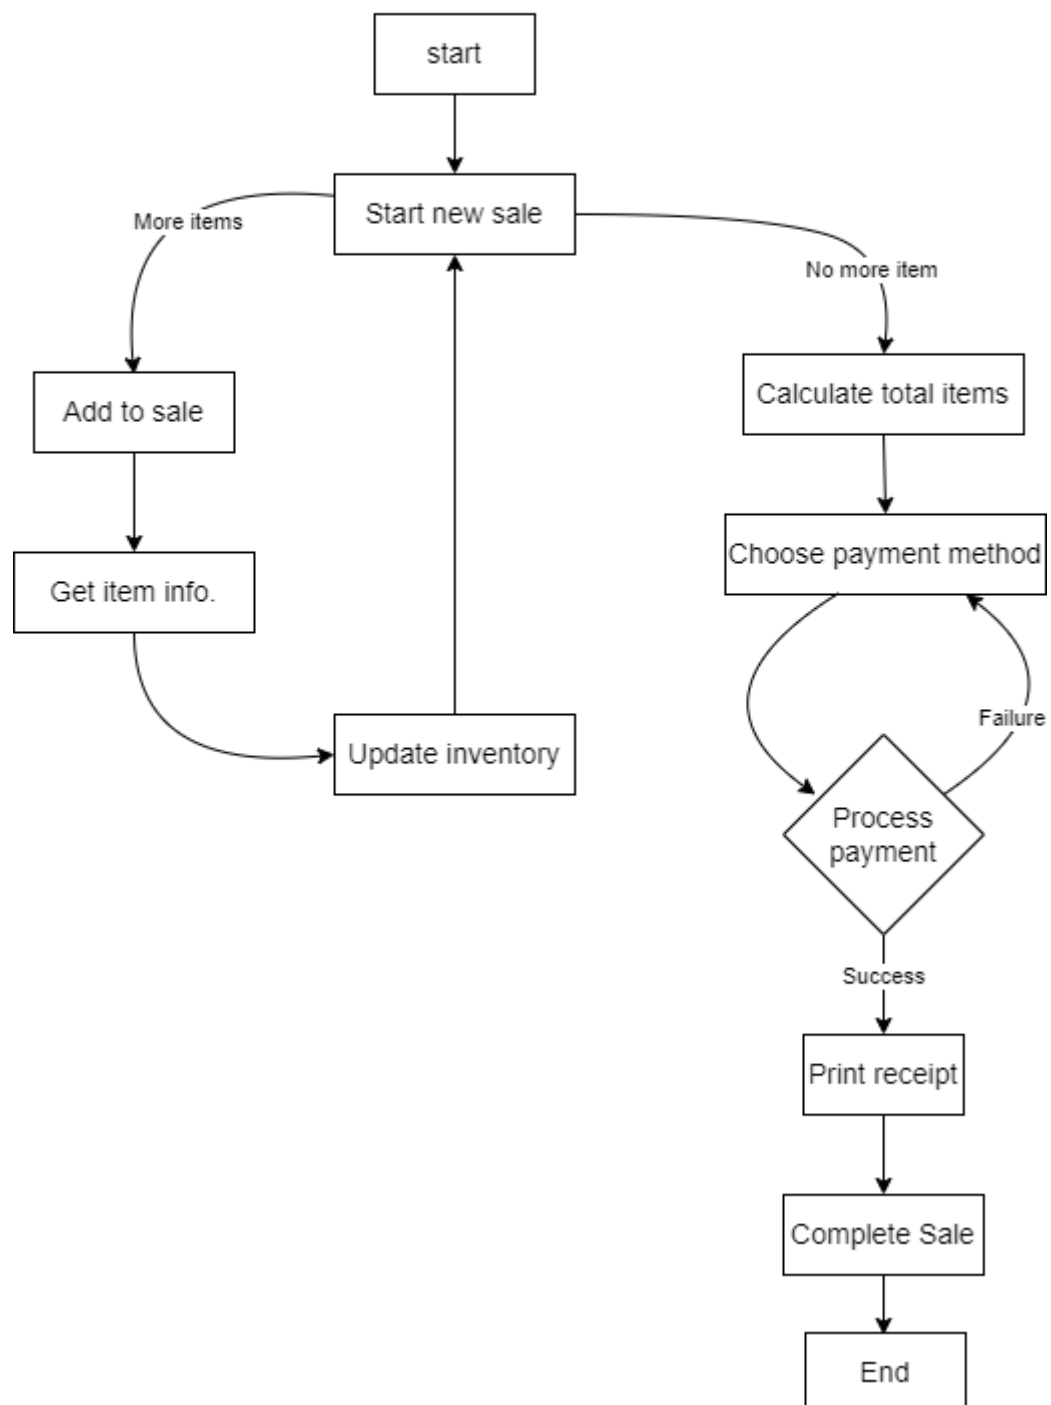 start
Start new sale
More items
No more item
Add to sale
Calculate total items
Get item info.
Choose payment method
Update inventory
Failure
Process
payment
Success
Print receipt
Complete Sale
End